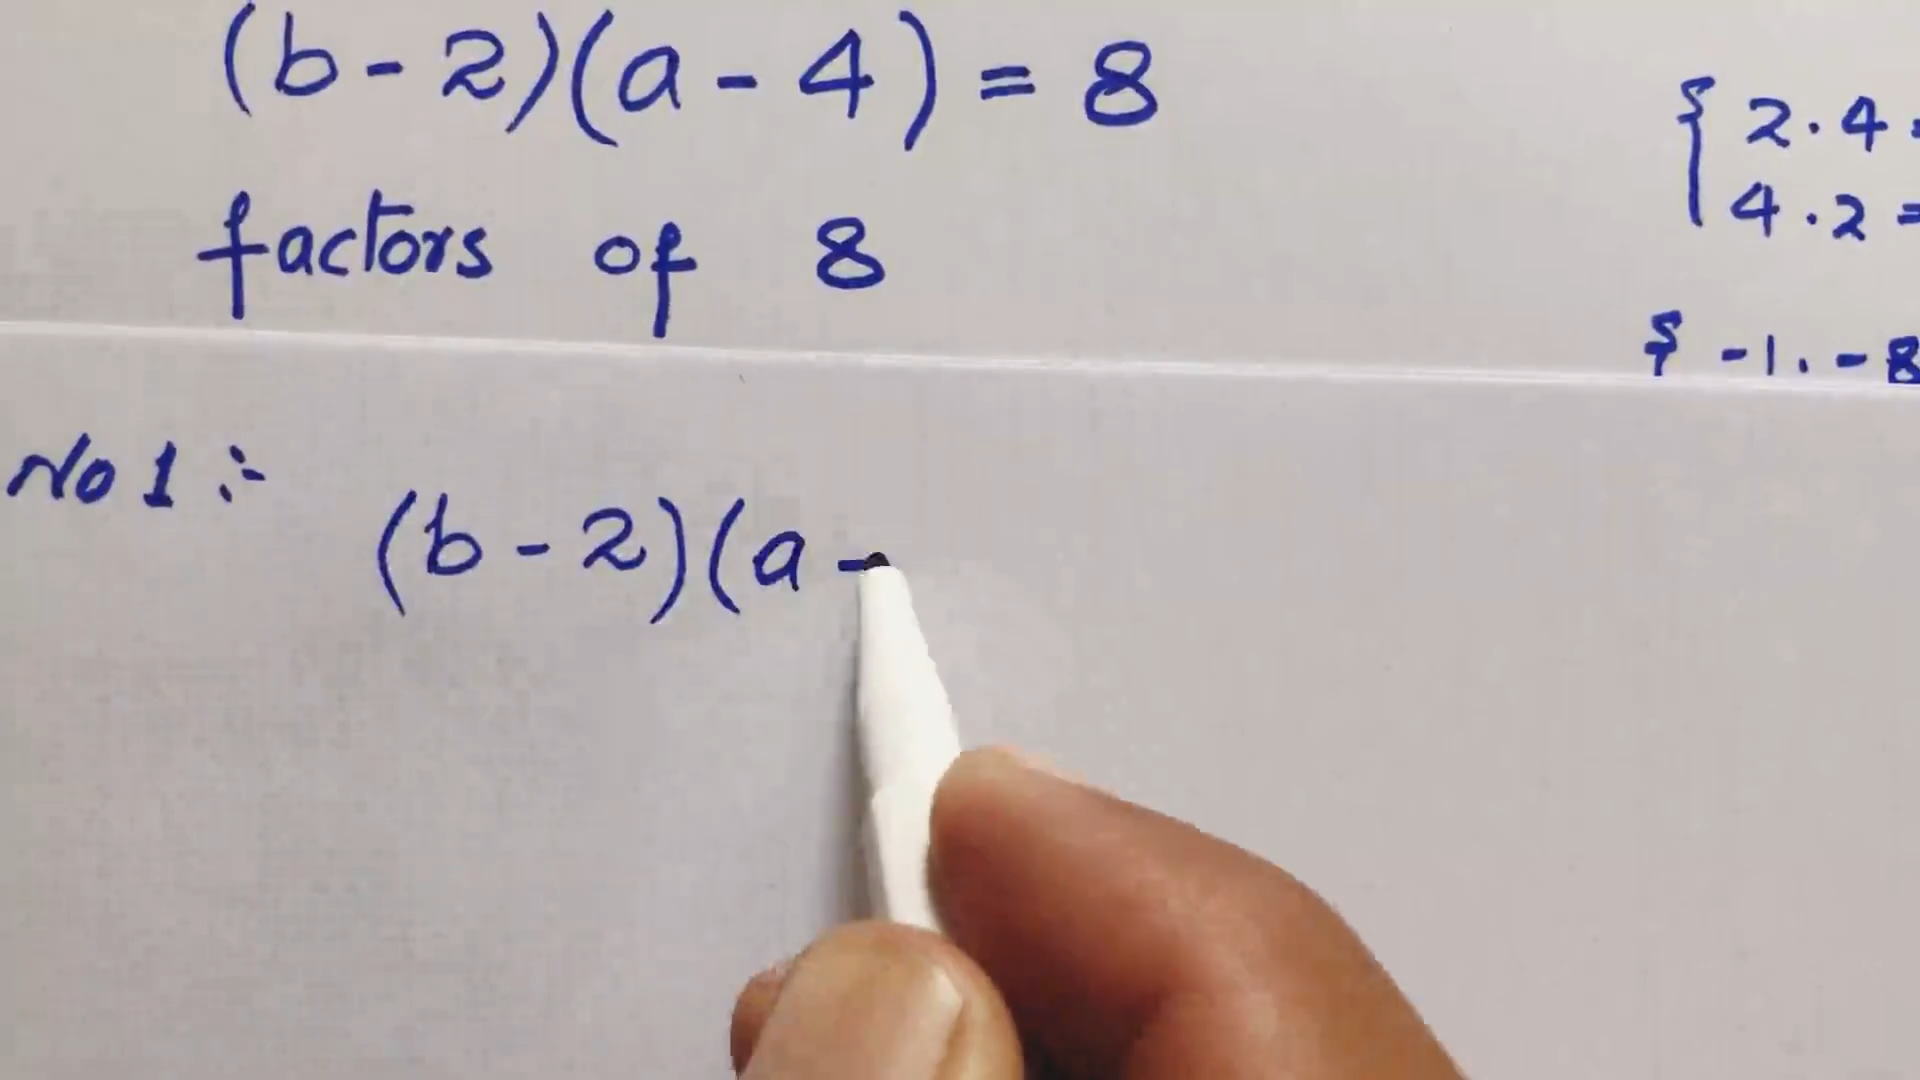 (b - 2)(a - 4) = 8
{ 2 . 4 =
factors of 8
4 . 2 =
{ -1 . -8
No 1 :- (b - 2)(a -